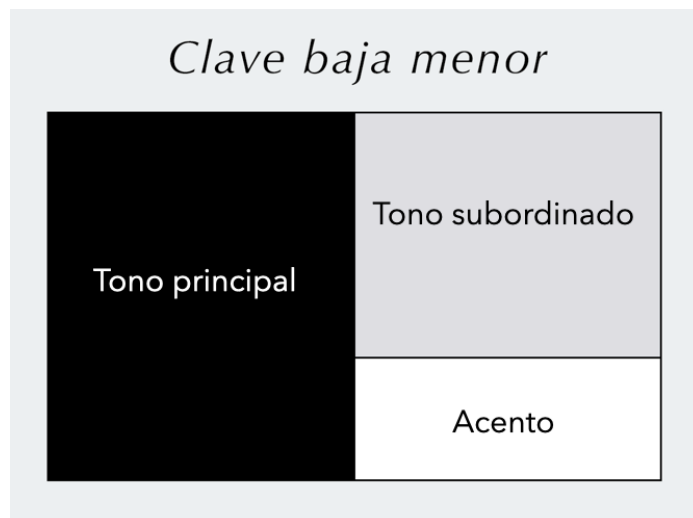 Clave baja menor
Tono subordinado
Tono principal
Acento